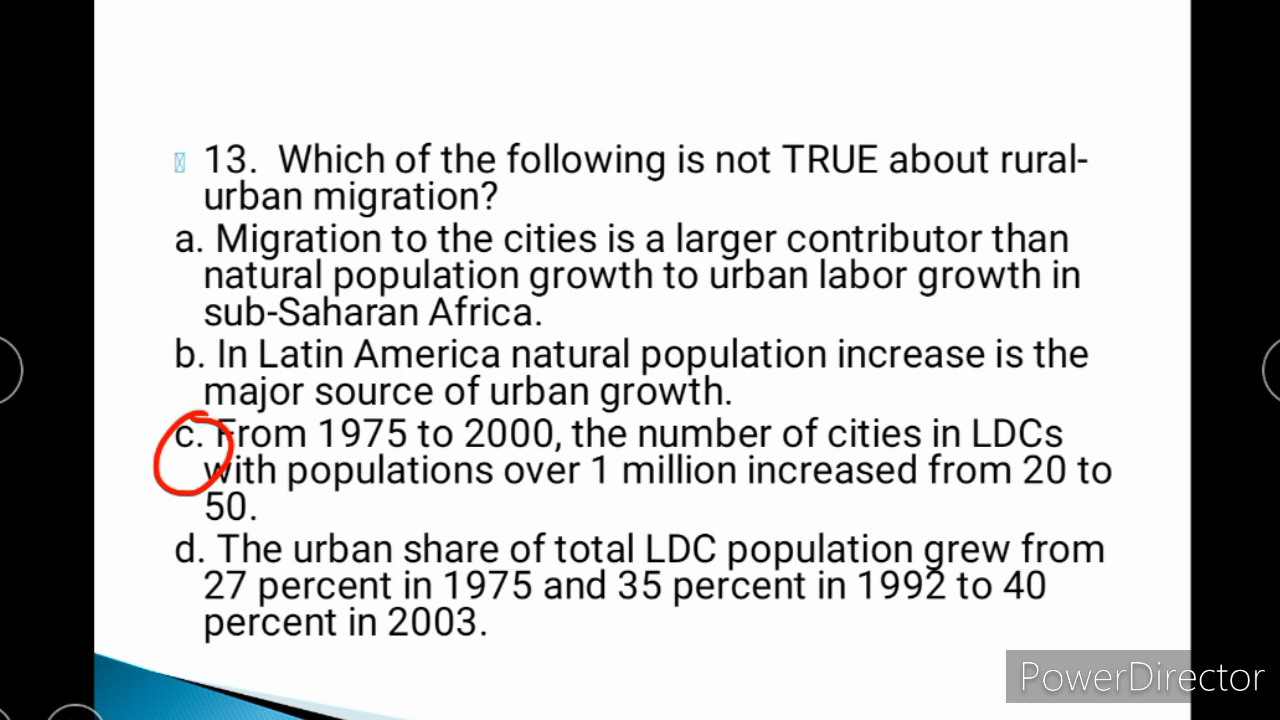 13. Which of the following is not TRUE about rural-
urban migration?
a. Migration to the cities is a larger contributor than
natural population growth to urban labor growth in
sub-Saharan Africa.
b. In Latin America natural population increase is the
major source of urban growth.
c. From 1975 to 2000, the number of cities in LDCs
with populations over 1 million increased from 20 to
50.
d. The urban share of total LDC population grew from
27 percent in 1975 and 35 percent in 1992 to 40
percent in 2003.
PowerDirector